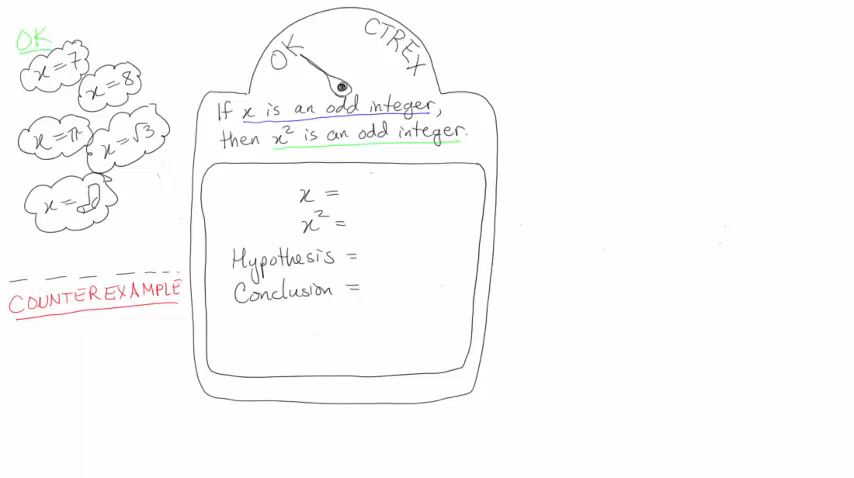 OK
x = 7
x = 8
x = π
x = √3
x =
COUNTEREXAMPLE
OK
CTREX
If x is an odd integer,
then x² is an odd integer.
x =
x² =
Hypothesis =
Conclusion =